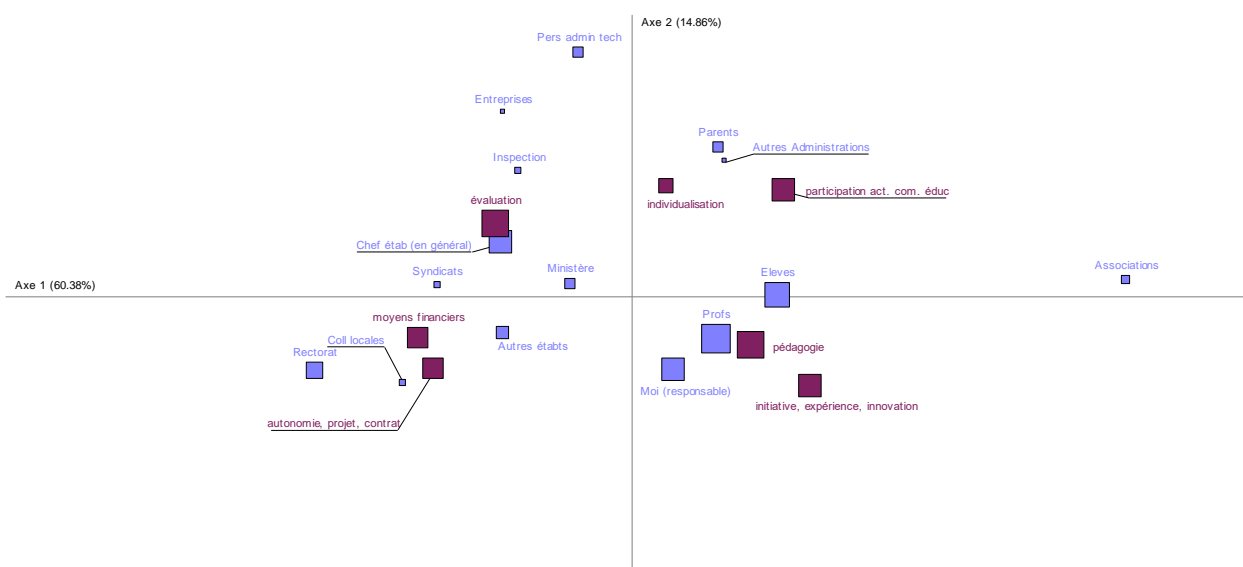 Axe 2 (14.86%)
Pers admin tech
Entreprises
Parents
Autres Administrations
Inspection
participation act. com. éduc
évaluation
individualisation
Chef étab (en général)
Associations
Ministère
Syndicats
Eleves
Axe 1 (60.38%)
moyens financiers
Profs
Coll locales
Autres étabts
pédagogie
Rectorat
Moi (responsable)
initiative, expérience, innovation
autonomie, projet, contrat